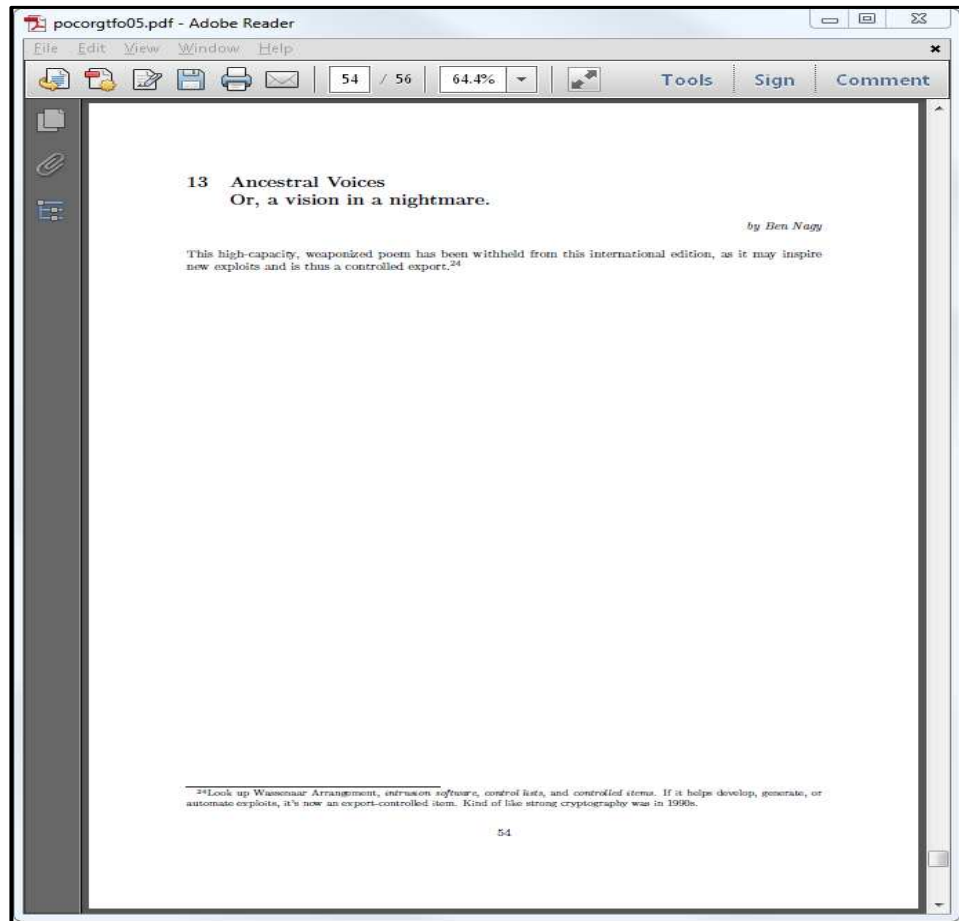 pocorgtfo05.pdf - Adobe Reader
File Edit View Window Help
54 / 56 64.4% Tools Sign Comment
13 Ancestral Voices
Or, a vision in a nightmare.
by Ben Nagy
This high-capacity, weaponized poem has been withheld from this international edition, as it may inspire
new exploits and is thus a controlled export.24
24Look up Wassenaar Arrangement, intrusion software, control lists, and controlled items. If it helps develop, generate, or
automate exploits, it's now an export-controlled item. Kind of like strong cryptography was in 1990s.
54